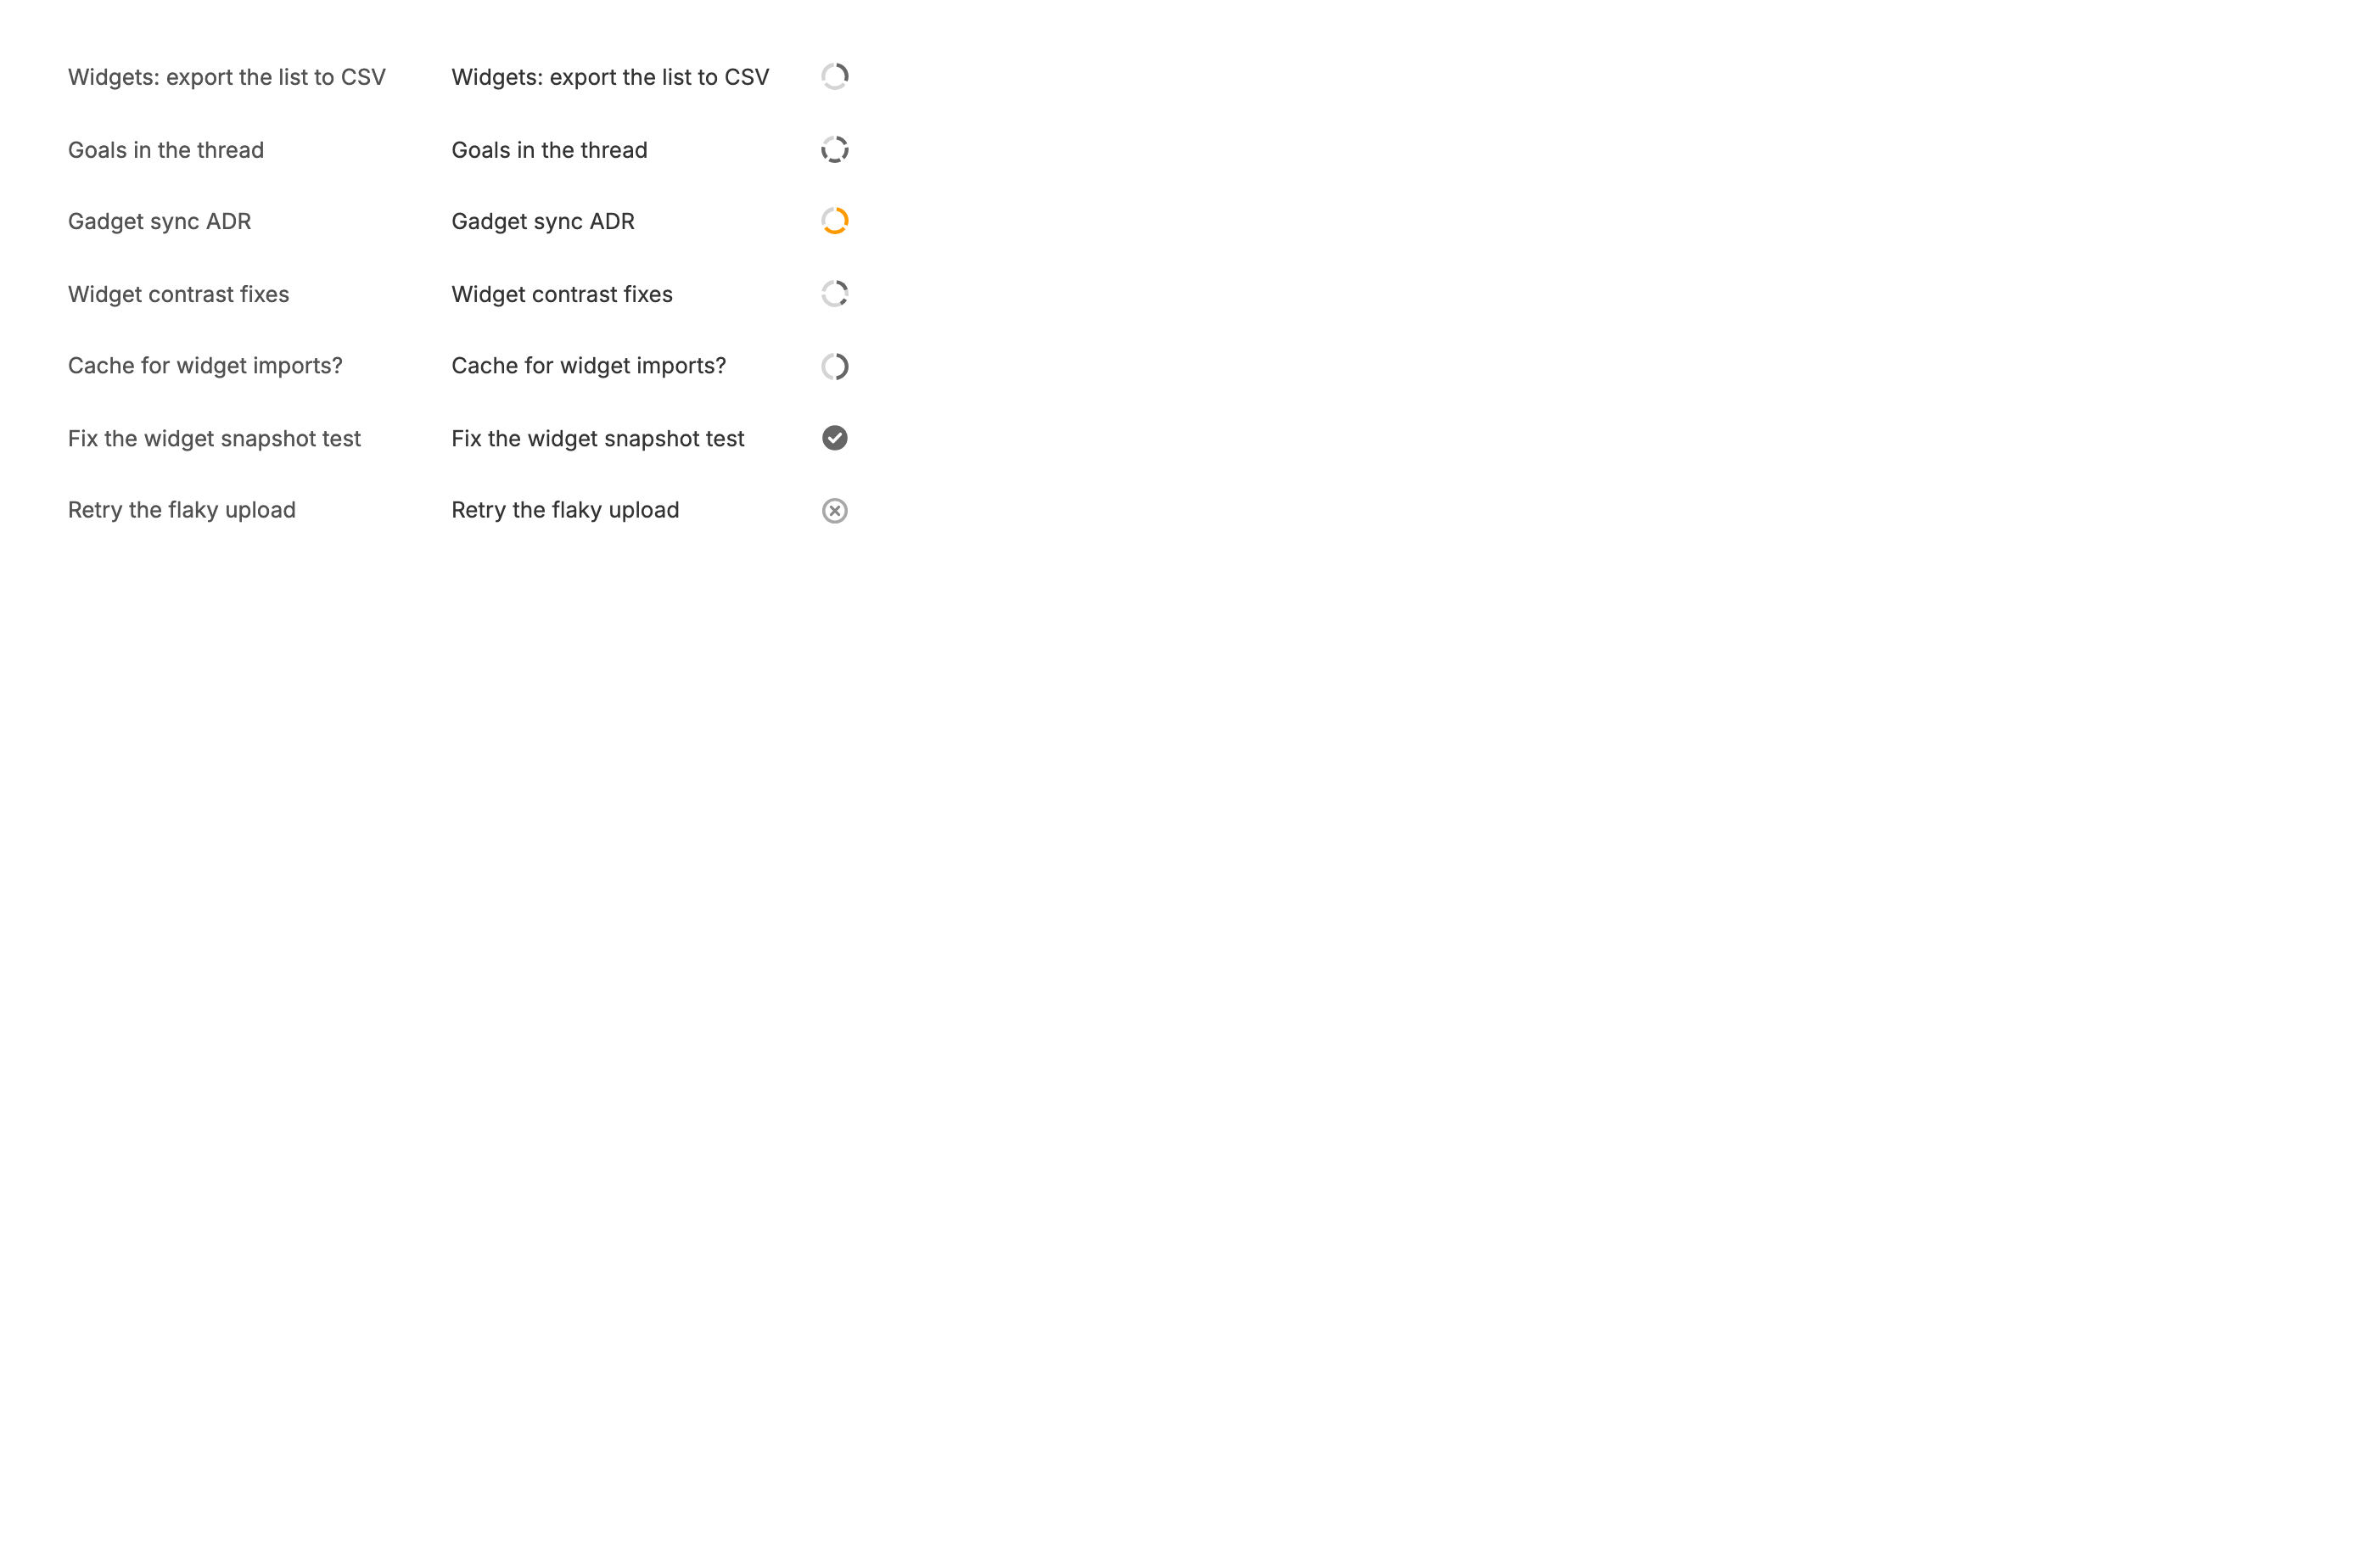 Widgets: export the list to CSV Widgets: export the list to CSV
Goals in the thread Goals in the thread
Gadget sync ADR Gadget sync ADR
Widget contrast fixes Widget contrast fixes
Cache for widget imports? Cache for widget imports?
Fix the widget snapshot test Fix the widget snapshot test
Retry the flaky upload Retry the flaky upload